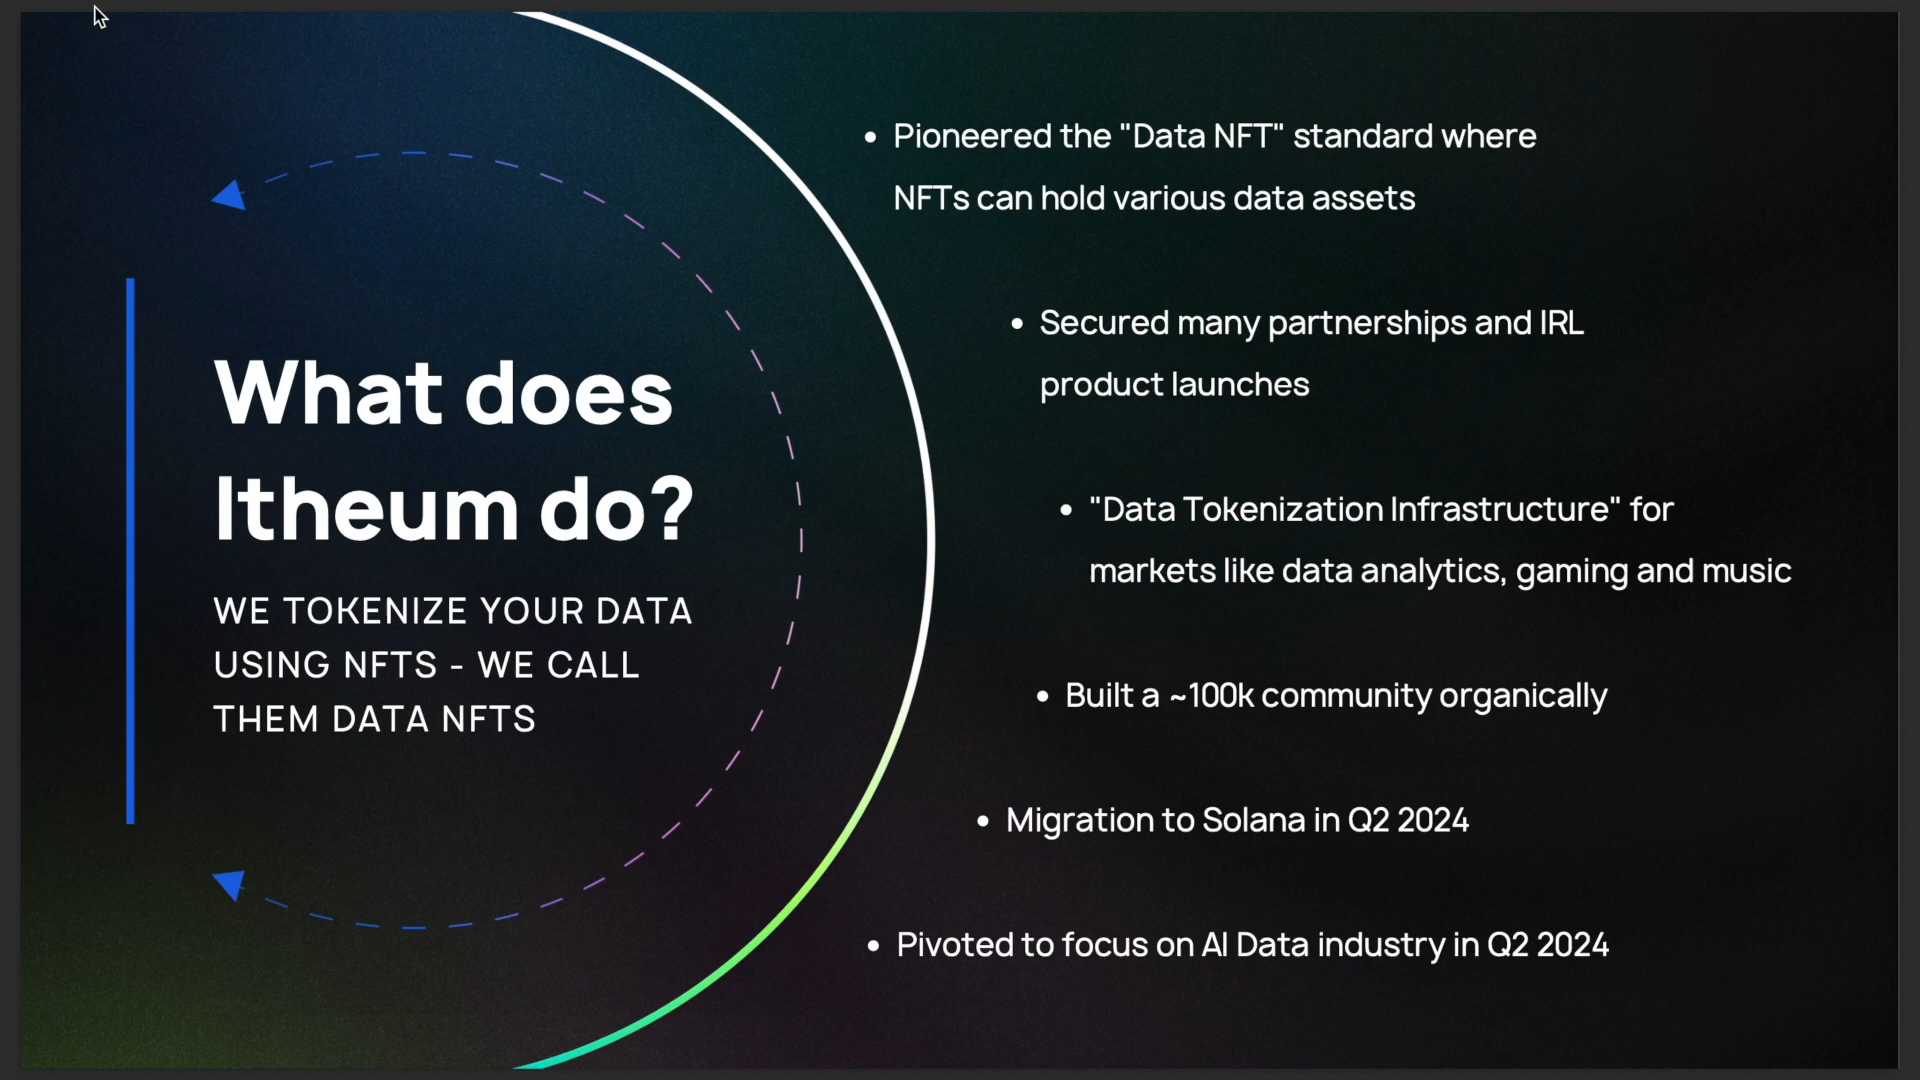 What does
Itheum do?
WE TOKENIZE YOUR DATA
USING NFTS - WE CALL
THEM DATA NFTS
• Pioneered the "Data NFT" standard where
NFTs can hold various data assets
• Secured many partnerships and IRL
product launches
• "Data Tokenization Infrastructure" for
markets like data analytics, gaming and music
• Built a ~100k community organically
• Migration to Solana in Q2 2024
• Pivoted to focus on AI Data industry in Q2 2024